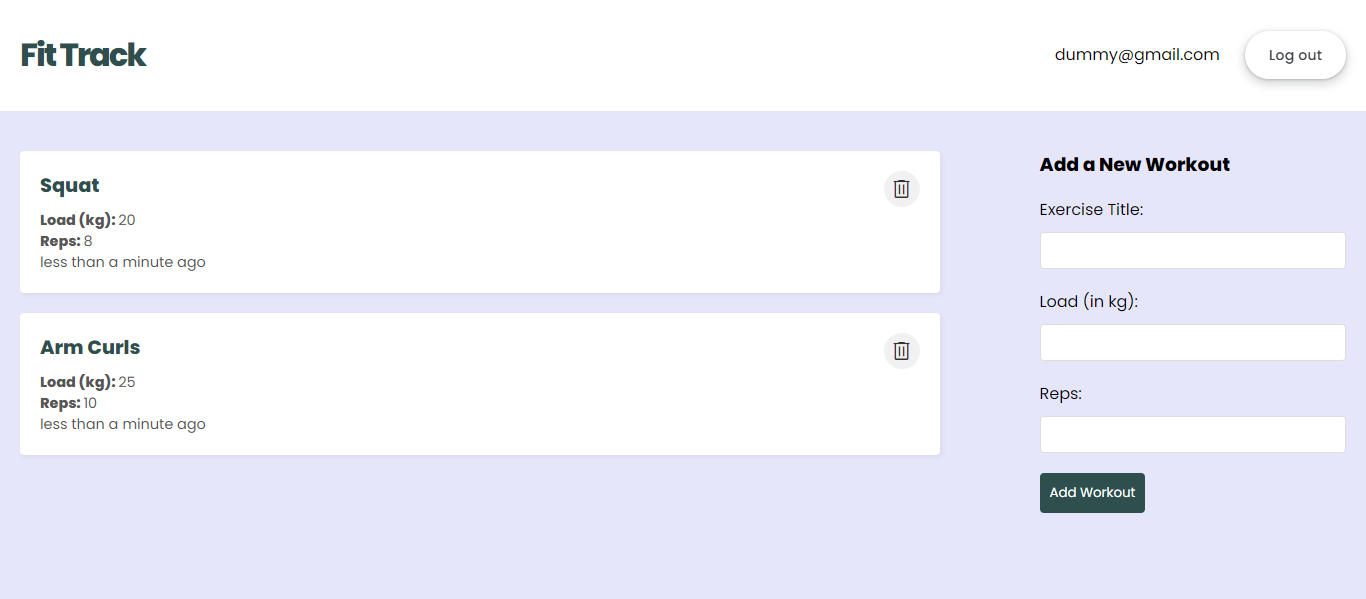 Fit Track
dummy@gmail.com
Log out
Squat
Load (kg): 20
Reps: 8
less than a minute ago
Arm Curls
Load (kg): 25
Reps: 10
less than a minute ago
Add a New Workout
Exercise Title:
Load (in kg):
Reps:
Add Workout